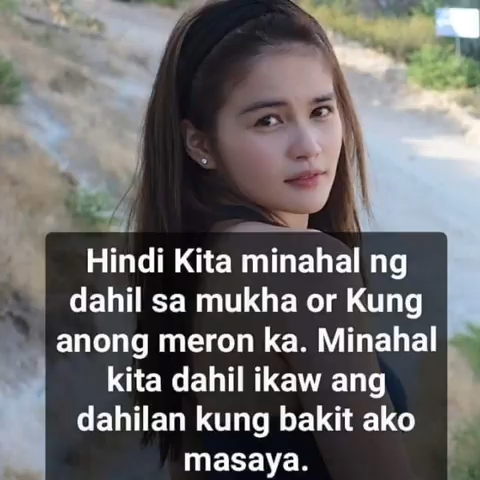 Hindi Kita minahal ng
dahil sa mukha or Kung
anong meron ka. Minahal
kita dahil ikaw ang
dahilan kung bakit ako
masaya.